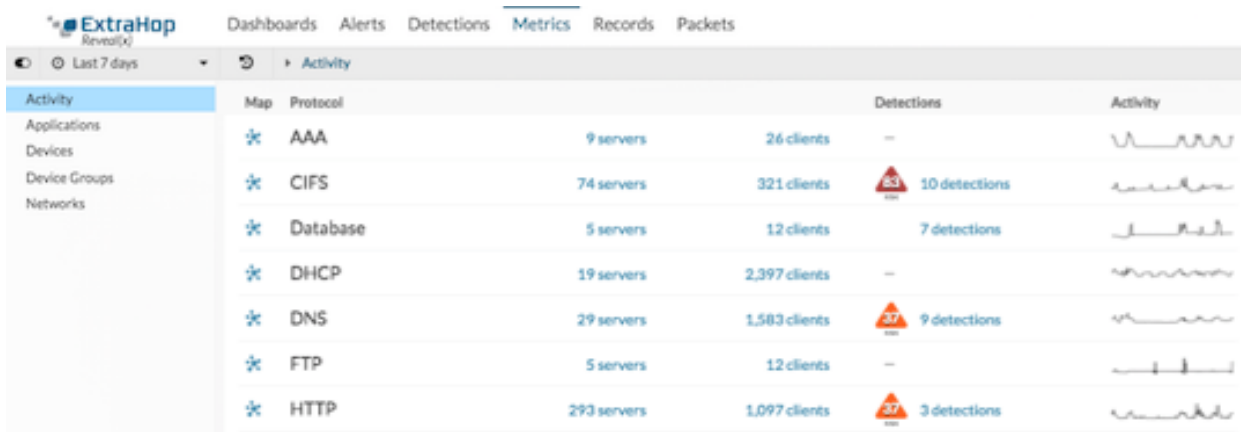 ExtraHop
Reveal(x)
Dashboards Alerts Detections Metrics Records Packets
Last 7 days Activity
Activity
Applications
Devices
Device Groups
Networks
Map Protocol Detections Activity
AAA 9 servers 26 clients –
CIFS 74 servers 321 clients 83 10 detections
Database 5 servers 12 clients 7 detections
DHCP 19 servers 2,397 clients –
DNS 29 servers 1,583 clients 37 9 detections
FTP 5 servers 12 clients –
HTTP 293 servers 1,097 clients 37 3 detections